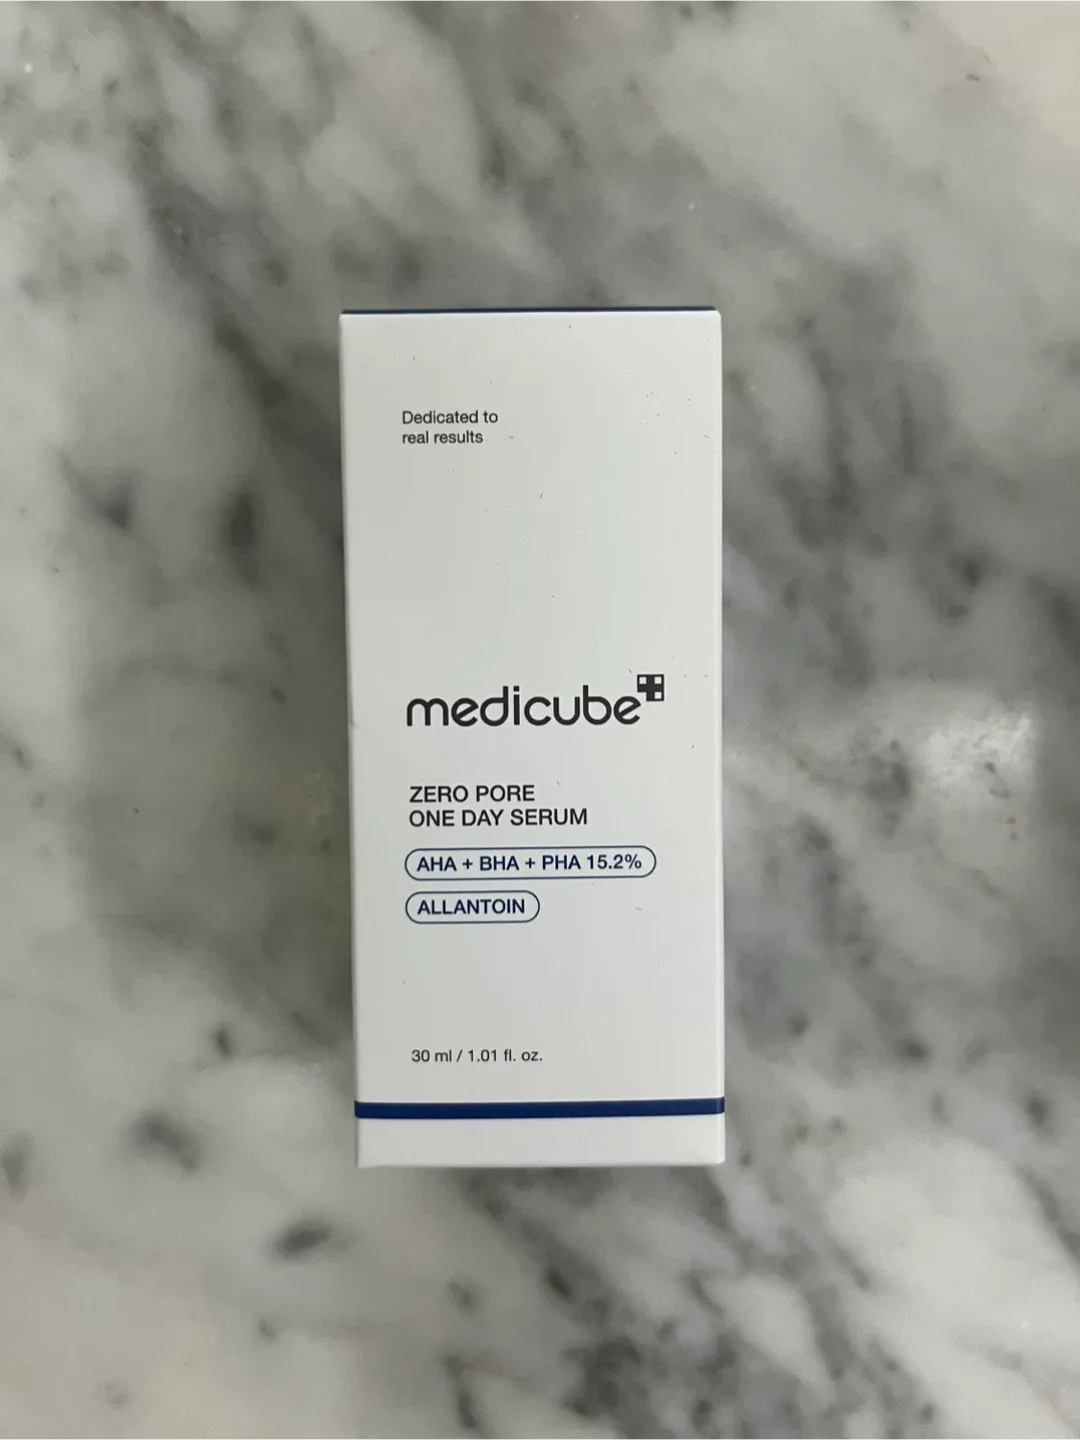 Dedicated to
real results
medicube
ZERO PORE
ONE DAY SERUM
AHA + BHA + PHA 15.2%
ALLANTOIN
30 ml / 1.01 fl. oz.